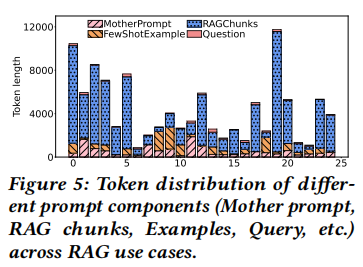 MotherPrompt RAGChunks
FewShotExample Question
Token length
12000
8000
4000
0
0 5 10 15 20 25
Figure 5: Token distribution of differ-
ent prompt components (Mother prompt,
RAG chunks, Examples, Query, etc.)
across RAG use cases.